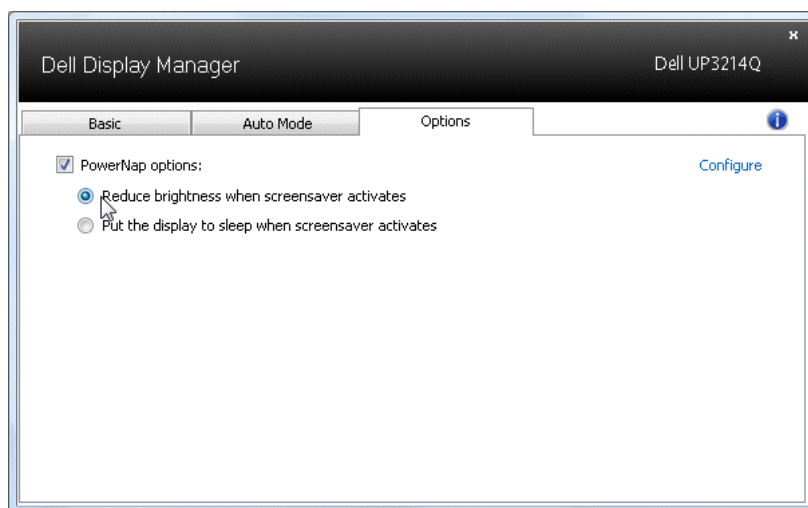 Dell Display Manager
Dell UP3214Q
Basic
Auto Mode
Options
PowerNap options:
Configure
Reduce brightness when screensaver activates
Put the display to sleep when screensaver activates